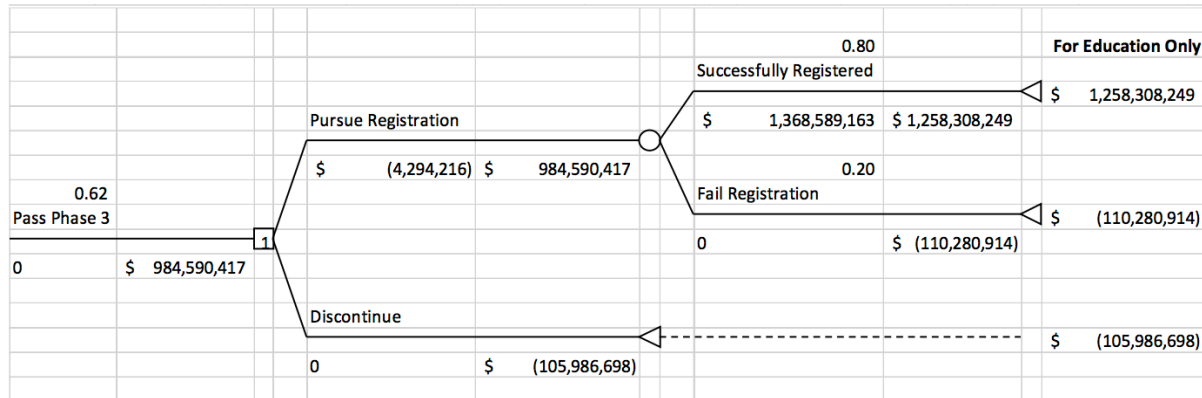 0.80 For Education Only
Successfully Registered
$ 1,258,308,249
Pursue Registration $ 1,368,589,163 $ 1,258,308,249
$ (4,294,216) $ 984,590,417 0.20
0.62 Fail Registration
Pass Phase 3 $ (110,280,914)
1 0 $ (110,280,914)
0 $ 984,590,417
Discontinue
$ (105,986,698)
0 $ (105,986,698)